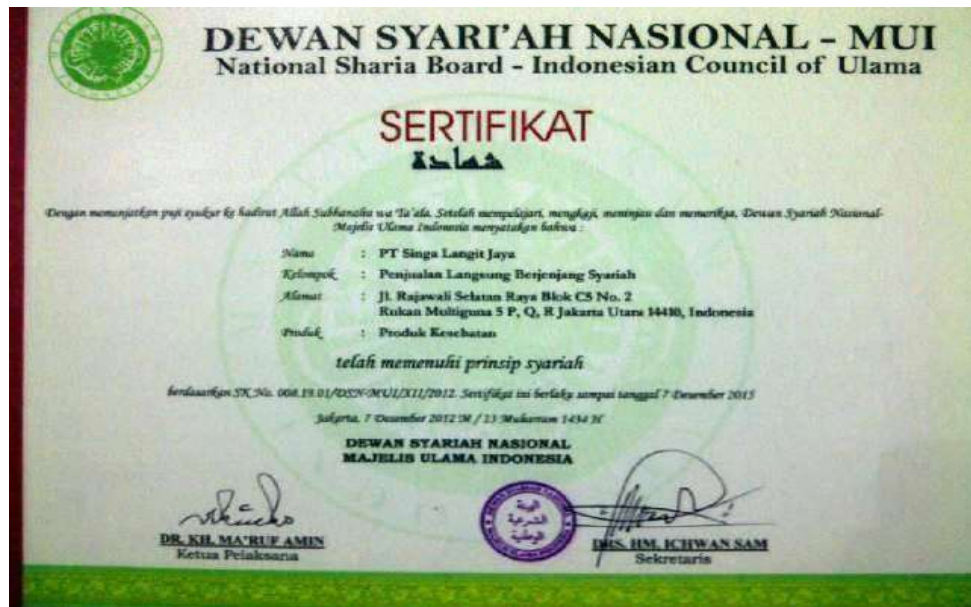 DEWAN SYARI'AH NASIONAL - MUI
National Sharia Board - Indonesian Council of Ulama
SERTIFIKAT
شهادة
Dengan memanjatkan puji syukur ke hadirat Allah Subhanahu wa Ta'ala. Setelah mempelajari, mengkaji, meninjau dan memeriksa, Dewan Syariah Nasional-
Majelis Ulama Indonesia menyatakan bahwa :
Nama : PT Singa Langit Jaya
Kelompok : Penjualan Langsung Berjenjang Syariah
Alamat : Jl. Rajawali Selatan Raya Blok C5 No. 2
Rukan Multiguna 5 P, Q, R Jakarta Utara 14410, Indonesia
Produk : Produk Kesehatan
telah memenuhi prinsip syariah
berdasarkan SK No. 008.19.01/DSN-MUI/XII/2012. Sertifikat ini berlaku sampai tanggal 7 Desember 2015
Jakarta, 7 Desember 2012 M / 23 Muharram 1434 H
DEWAN SYARIAH NASIONAL
MAJELIS ULAMA INDONESIA
الهيئة
الشرعية
الوطنية
DR. KH. MA'RUF AMIN
Ketua Pelaksana
DRS. HM. ICHWAN SAM
Sekretaris